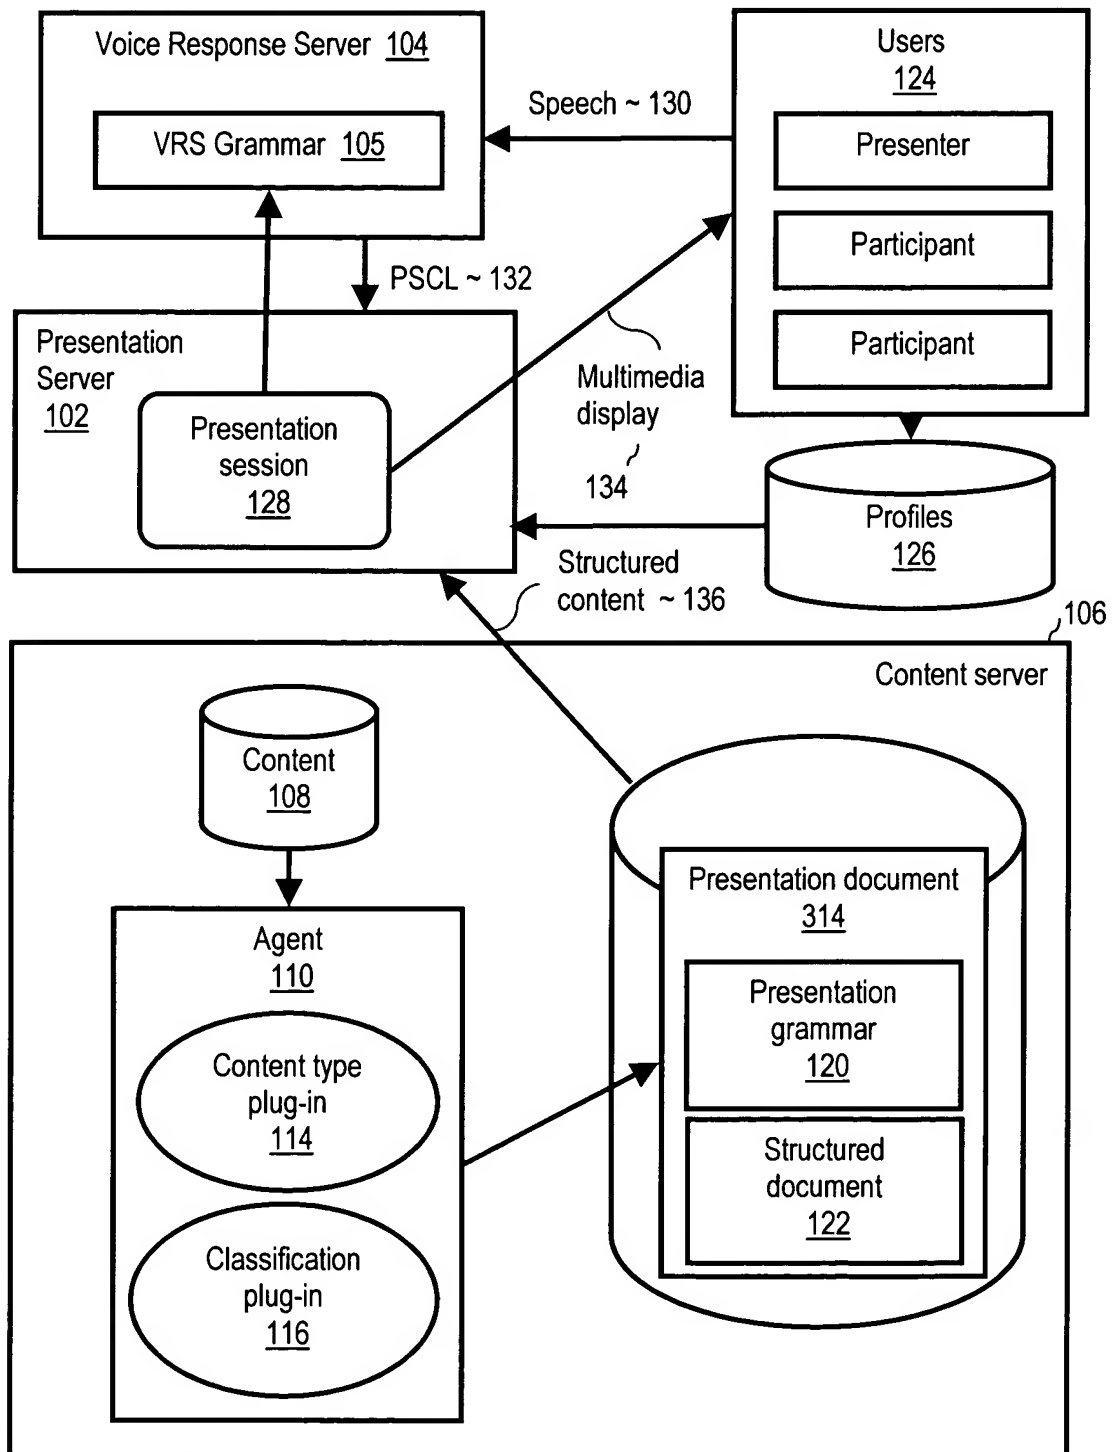 Voice Response Server 104
VRS Grammar 105
Speech ~ 130
Users
124
Presenter
Participant
Participant
PSCL ~ 132
Presentation
Server
102
Presentation
session
128
Multimedia
display
134
Profiles
126
Structured
content ~ 136
106
Content server
Content
108
Agent
110
Content type
plug-in
114
Classification
plug-in
116
Presentation document
314
Presentation
grammar
120
Structured
document
122